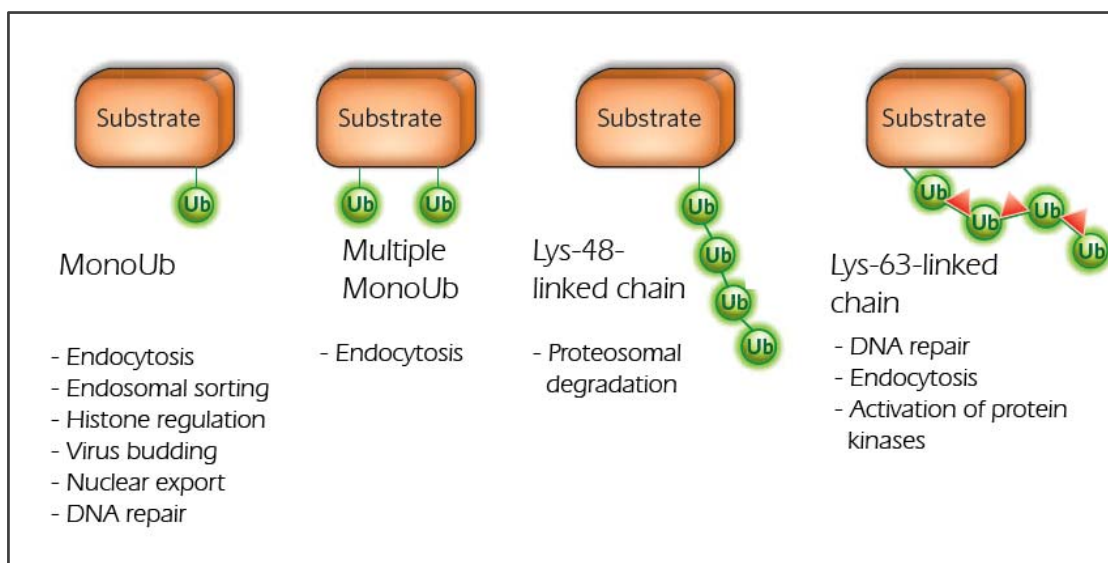 Substrate
Ub
MonoUb
- Endocytosis
- Endosomal sorting
- Histone regulation
- Virus budding
- Nuclear export
- DNA repair
Substrate
Ub Ub
Multiple
MonoUb
- Endocytosis
Substrate
Ub
Ub
Ub
Ub
Lys-48-
linked chain
- Proteosomal
degradation
Substrate
Ub
Ub
Ub
Ub
Lys-63-linked
chain
- DNA repair
- Endocytosis
- Activation of protein
kinases